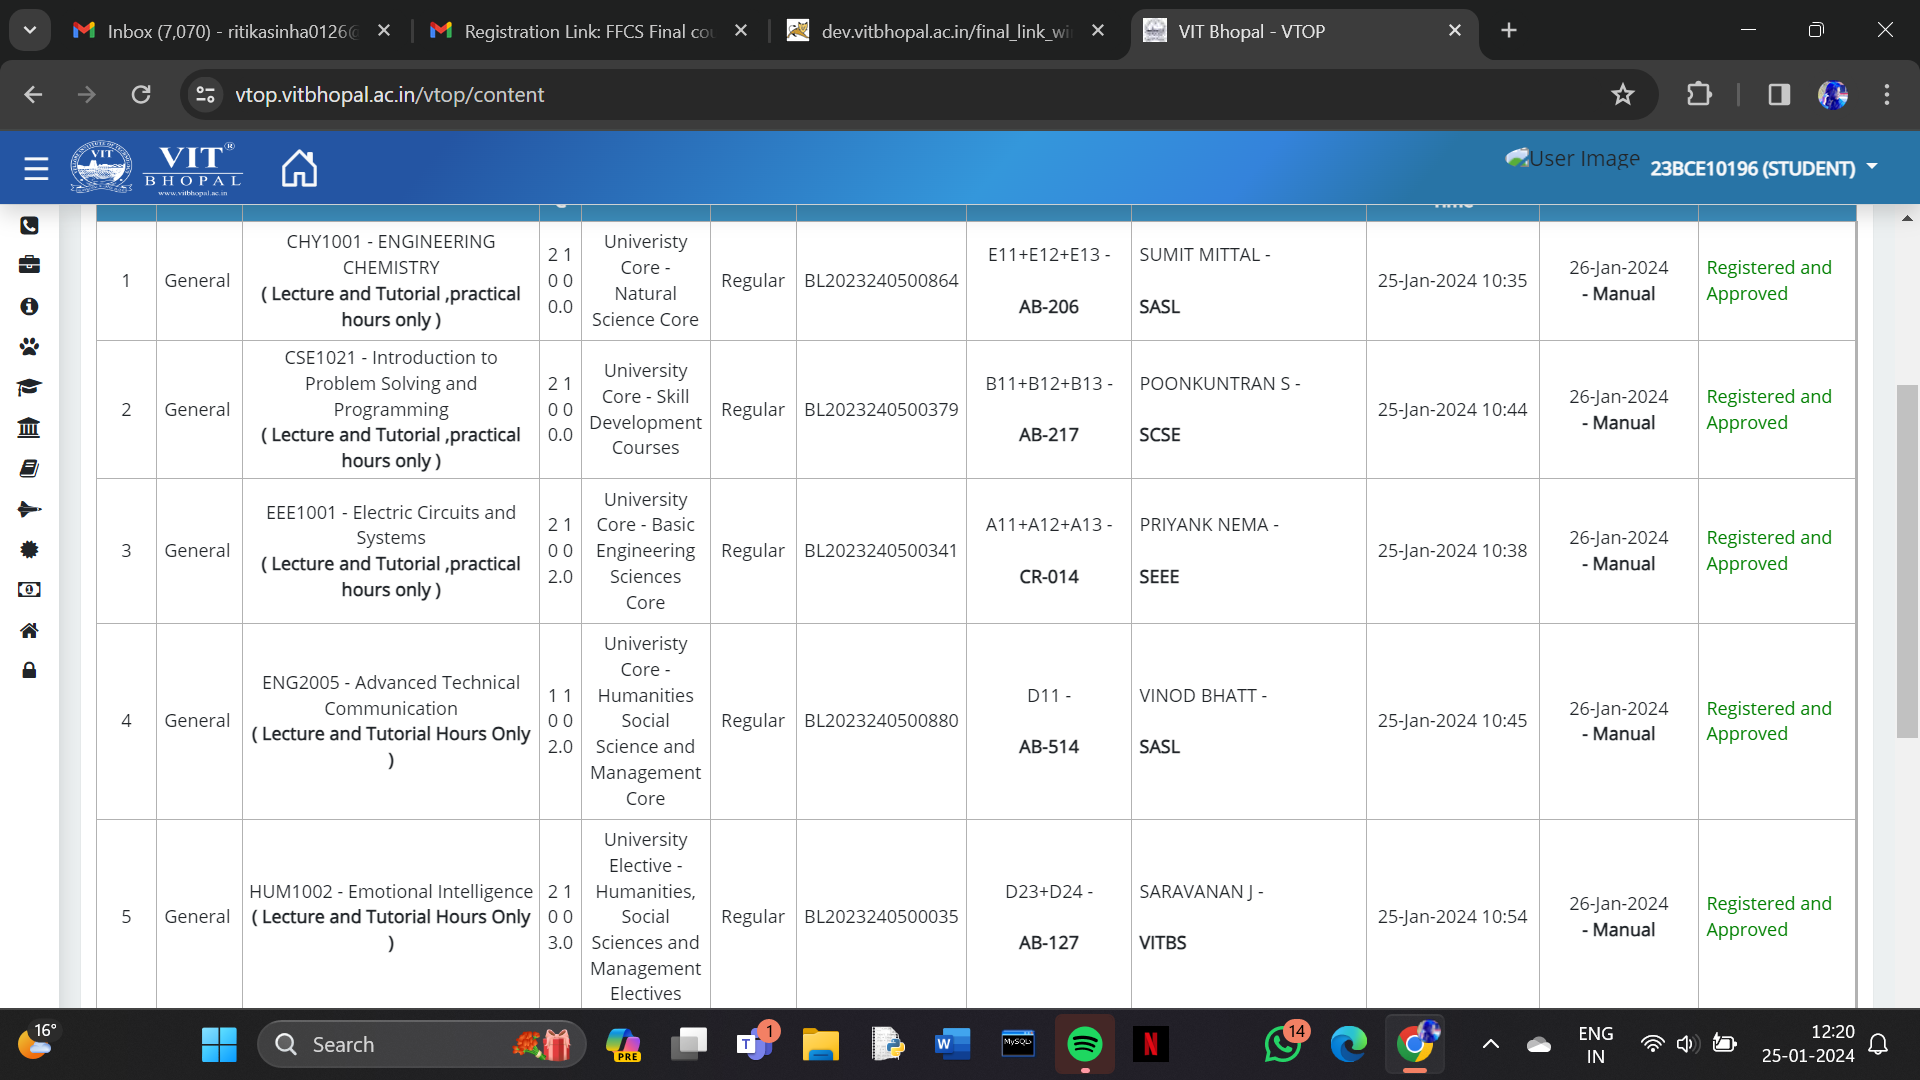 Inbox (7,070) - ritikasinha0126@
Registration Link: FFCS Final cou
dev.vitbhopal.ac.in/final_link_wi
VIT Bhopal - VTOP
vtop.vitbhopal.ac.in/vtop/content
VIT
VIT®
BHOPAL
www.vitbhopal.ac.in
User Image
23BCE10196 (STUDENT)
1
General
CHY1001 - ENGINEERING
CHEMISTRY
( Lecture and Tutorial ,practical
hours only )
2 1
0 0
0.0
Univeristy
Core -
Natural
Science Core
Regular
BL2023240500864
E11+E12+E13 -
AB-206
SUMIT MITTAL -
SASL
25-Jan-2024 10:35
26-Jan-2024
- Manual
Registered and
Approved
2
General
CSE1021 - Introduction to
Problem Solving and
Programming
( Lecture and Tutorial ,practical
hours only )
2 1
0 0
0.0
University
Core - Skill
Development
Courses
Regular
BL2023240500379
B11+B12+B13 -
AB-217
POONKUNTRAN S -
SCSE
25-Jan-2024 10:44
26-Jan-2024
- Manual
Registered and
Approved
3
General
EEE1001 - Electric Circuits and
Systems
( Lecture and Tutorial ,practical
hours only )
2 1
0 0
2.0
University
Core - Basic
Engineering
Sciences
Core
Regular
BL2023240500341
A11+A12+A13 -
CR-014
PRIYANK NEMA -
SEEE
25-Jan-2024 10:38
26-Jan-2024
- Manual
Registered and
Approved
4
General
ENG2005 - Advanced Technical
Communication
( Lecture and Tutorial Hours Only
)
1 1
0 0
2.0
Univeristy
Core -
Humanities
Social
Science and
Management
Core
Regular
BL2023240500880
D11 -
AB-514
VINOD BHATT -
SASL
25-Jan-2024 10:45
26-Jan-2024
- Manual
Registered and
Approved
5
General
HUM1002 - Emotional Intelligence
( Lecture and Tutorial Hours Only
)
2 1
0 0
3.0
University
Elective -
Humanities,
Social
Sciences and
Management
Electives
Regular
BL2023240500035
D23+D24 -
AB-127
SARAVANAN J -
VITBS
25-Jan-2024 10:54
26-Jan-2024
- Manual
Registered and
Approved
16°
Search
PRE
1
MySQL
14
ENG
IN
12:20
25-01-2024